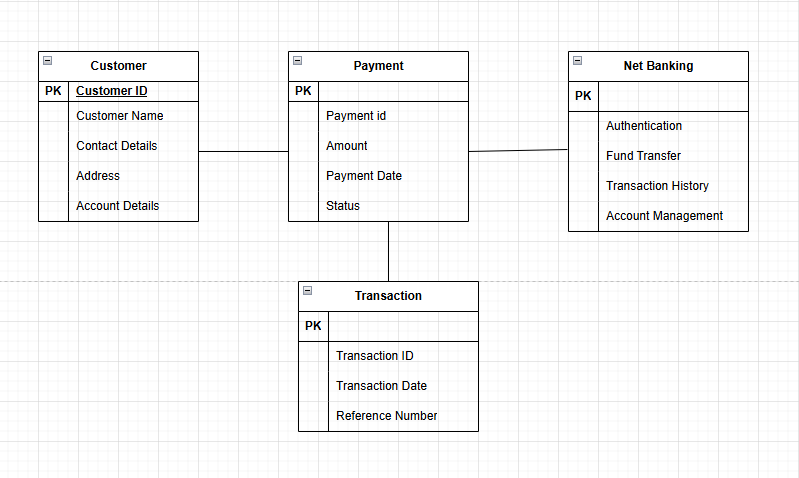 Customer
PK Customer ID
Customer Name
Contact Details
Address
Account Details
Payment
PK
Payment id
Amount
Payment Date
Status
Net Banking
PK
Authentication
Fund Transfer
Transaction History
Account Management
Transaction
PK
Transaction ID
Transaction Date
Reference Number